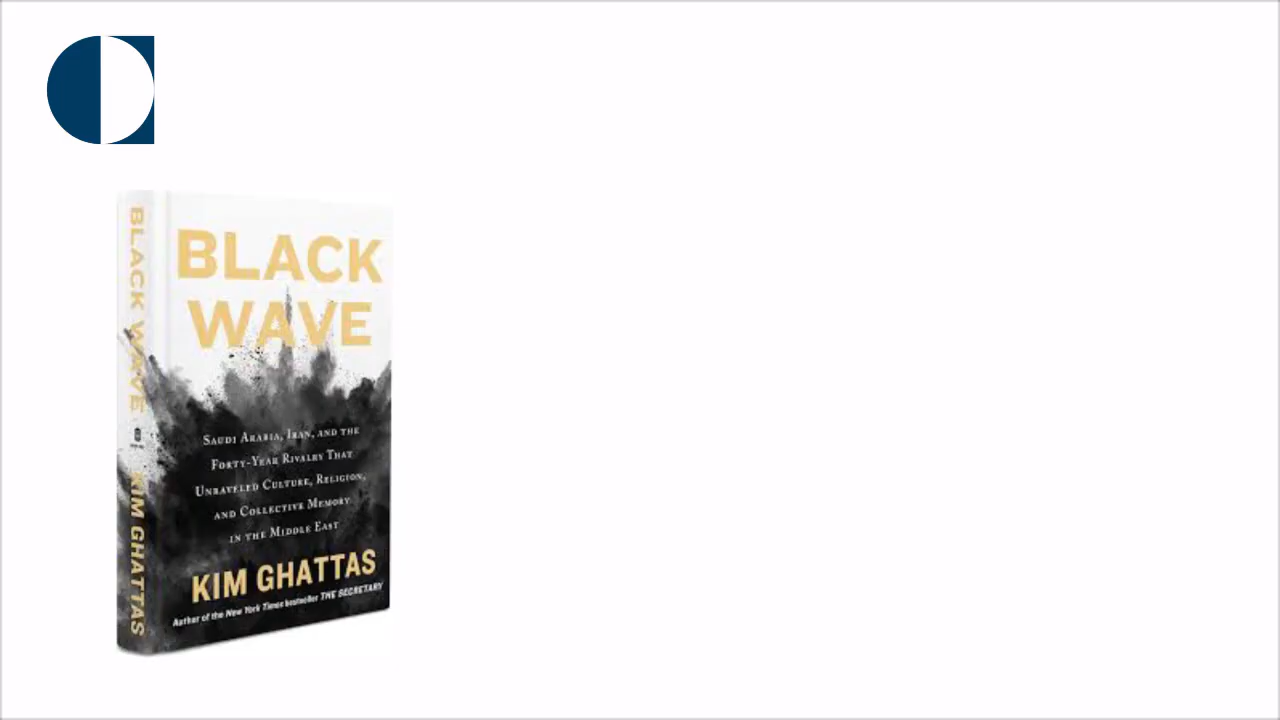 BLACK WAVE
KIM GHATTAS
BLACK
WAVE
SAUDI ARABIA, IRAN, AND THE
FORTY-YEAR RIVALRY THAT
UNRAVELED CULTURE, RELIGION,
AND COLLECTIVE MEMORY
IN THE MIDDLE EAST
KIM GHATTAS
Author of the New York Times bestseller THE SECRETARY